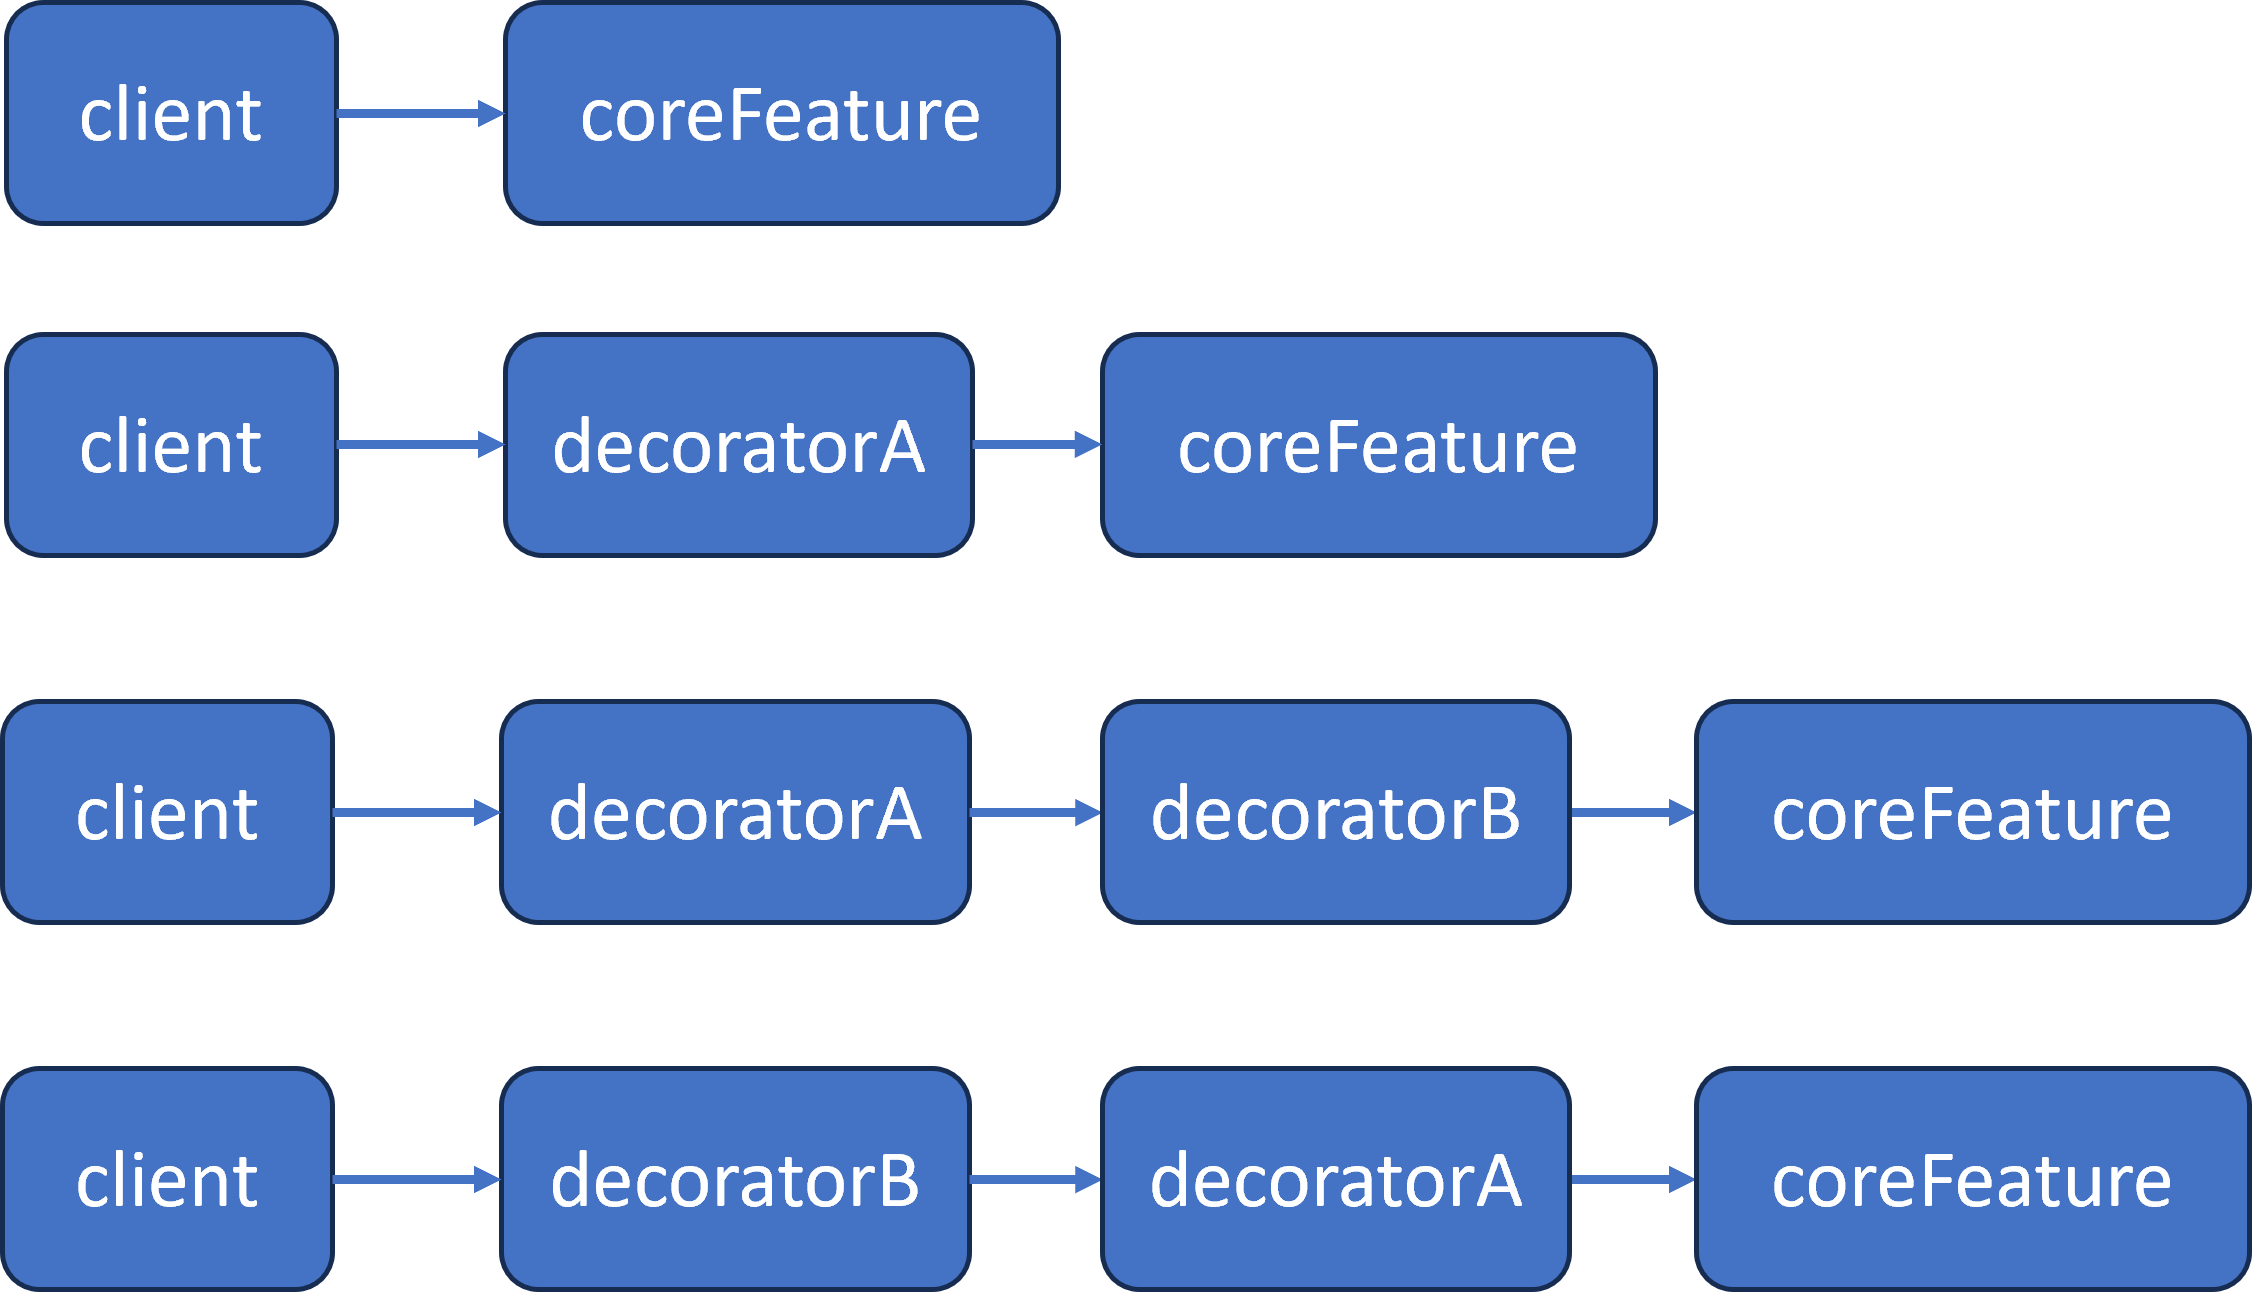 client coreFeature
client decoratorA coreFeature
client decoratorA decoratorB coreFeature
client decoratorB decoratorA coreFeature